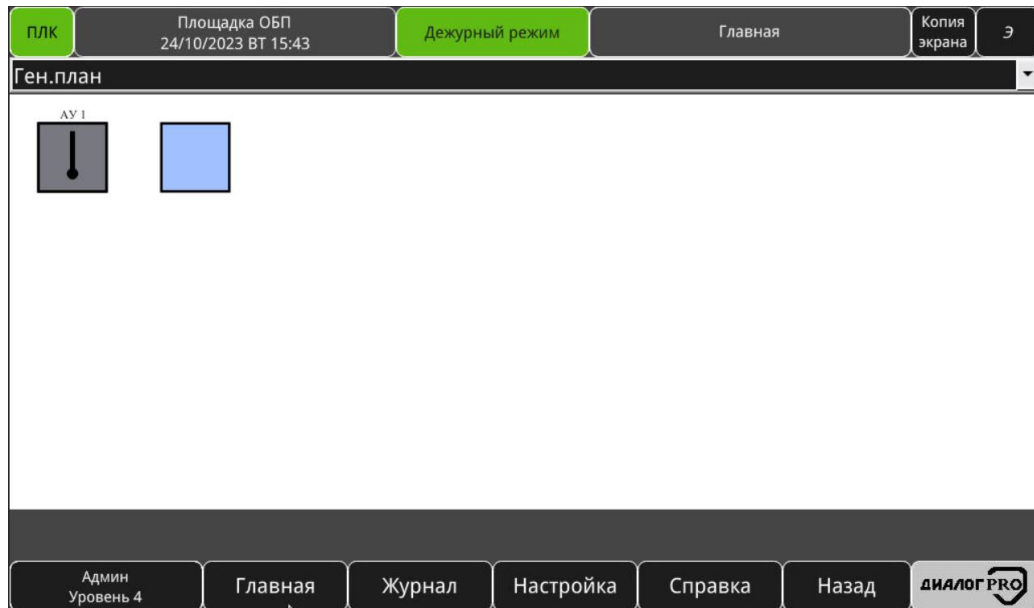 ПЛК
Площадка ОБП
24/10/2023 ВТ 15:43
Дежурный режим
Главная
Копия
экрана
Э
Ген.план
АУ 1
Админ
Уровень 4
Главная
Журнал
Настройка
Справка
Назад
ДИАЛОГ PRO